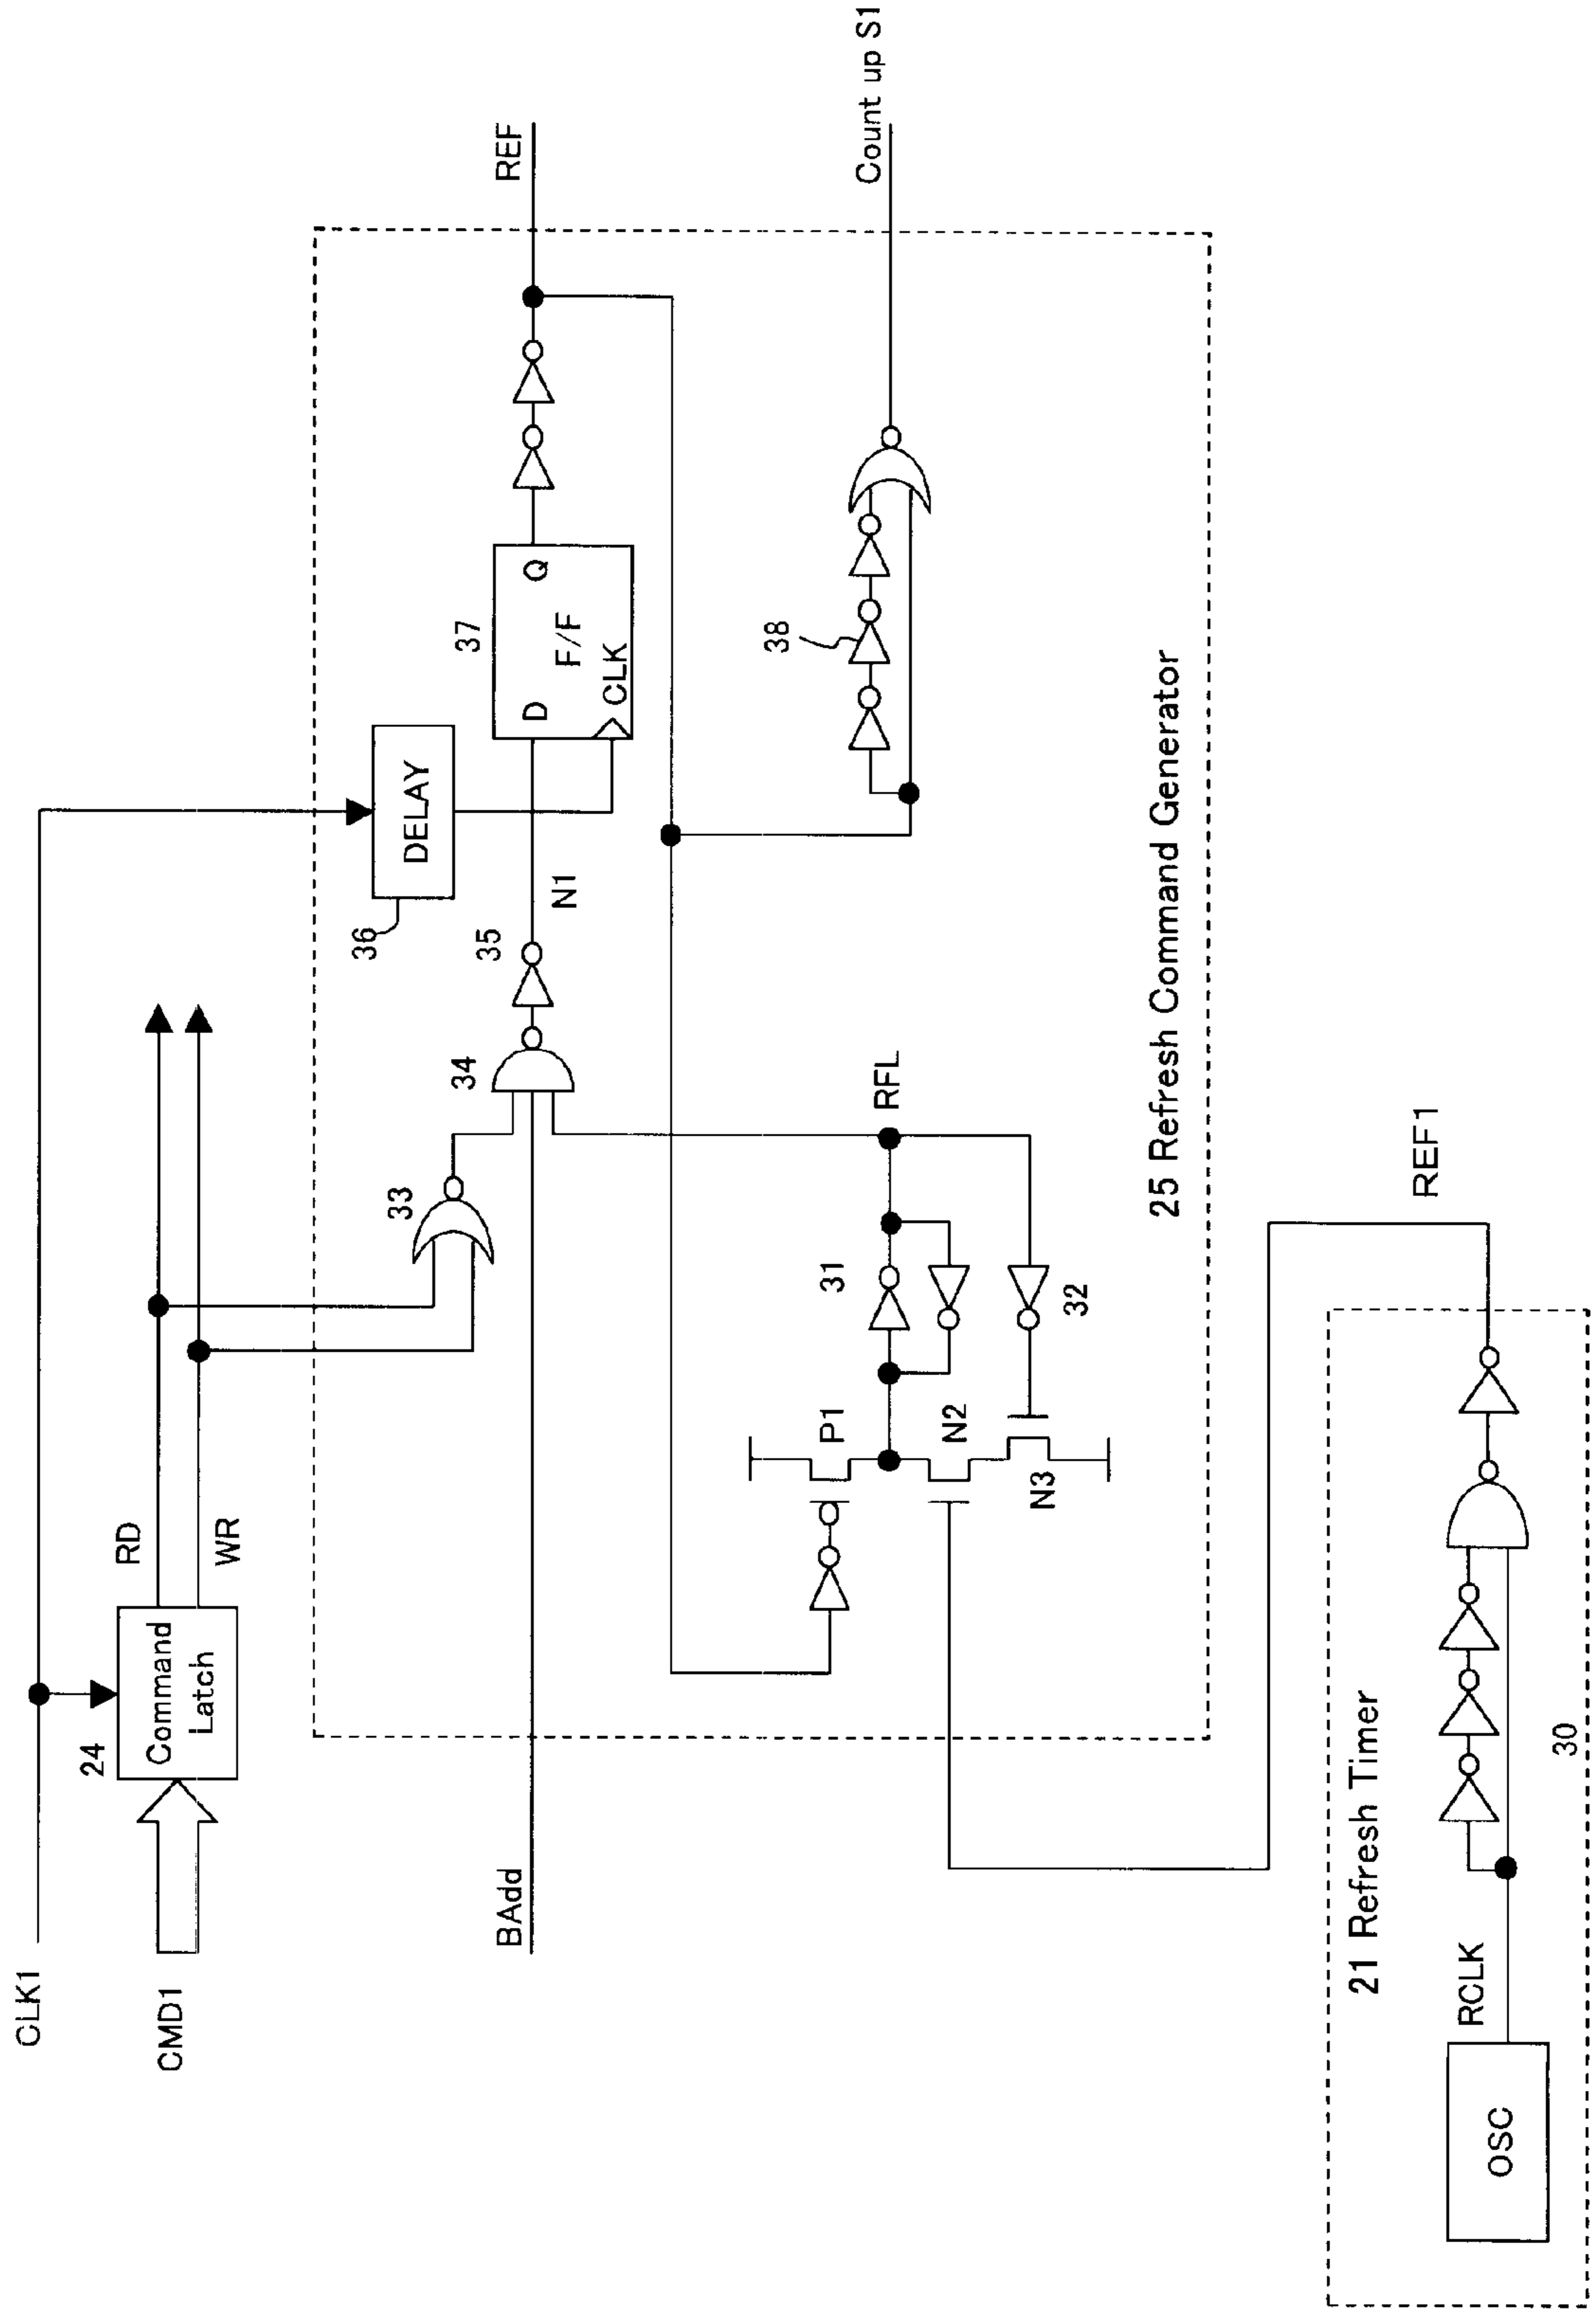 CLK1
CMD1
24
Command
Latch
RD
WR
BAdd
33
34
35
N1
36
DELAY
37
D
Q
F/F
CLK
REF
38
Count up S1
P1
N2
N3
31
32
RFL
25 Refresh Command Generator
REF1
21 Refresh Timer
OSC
RCLK
30